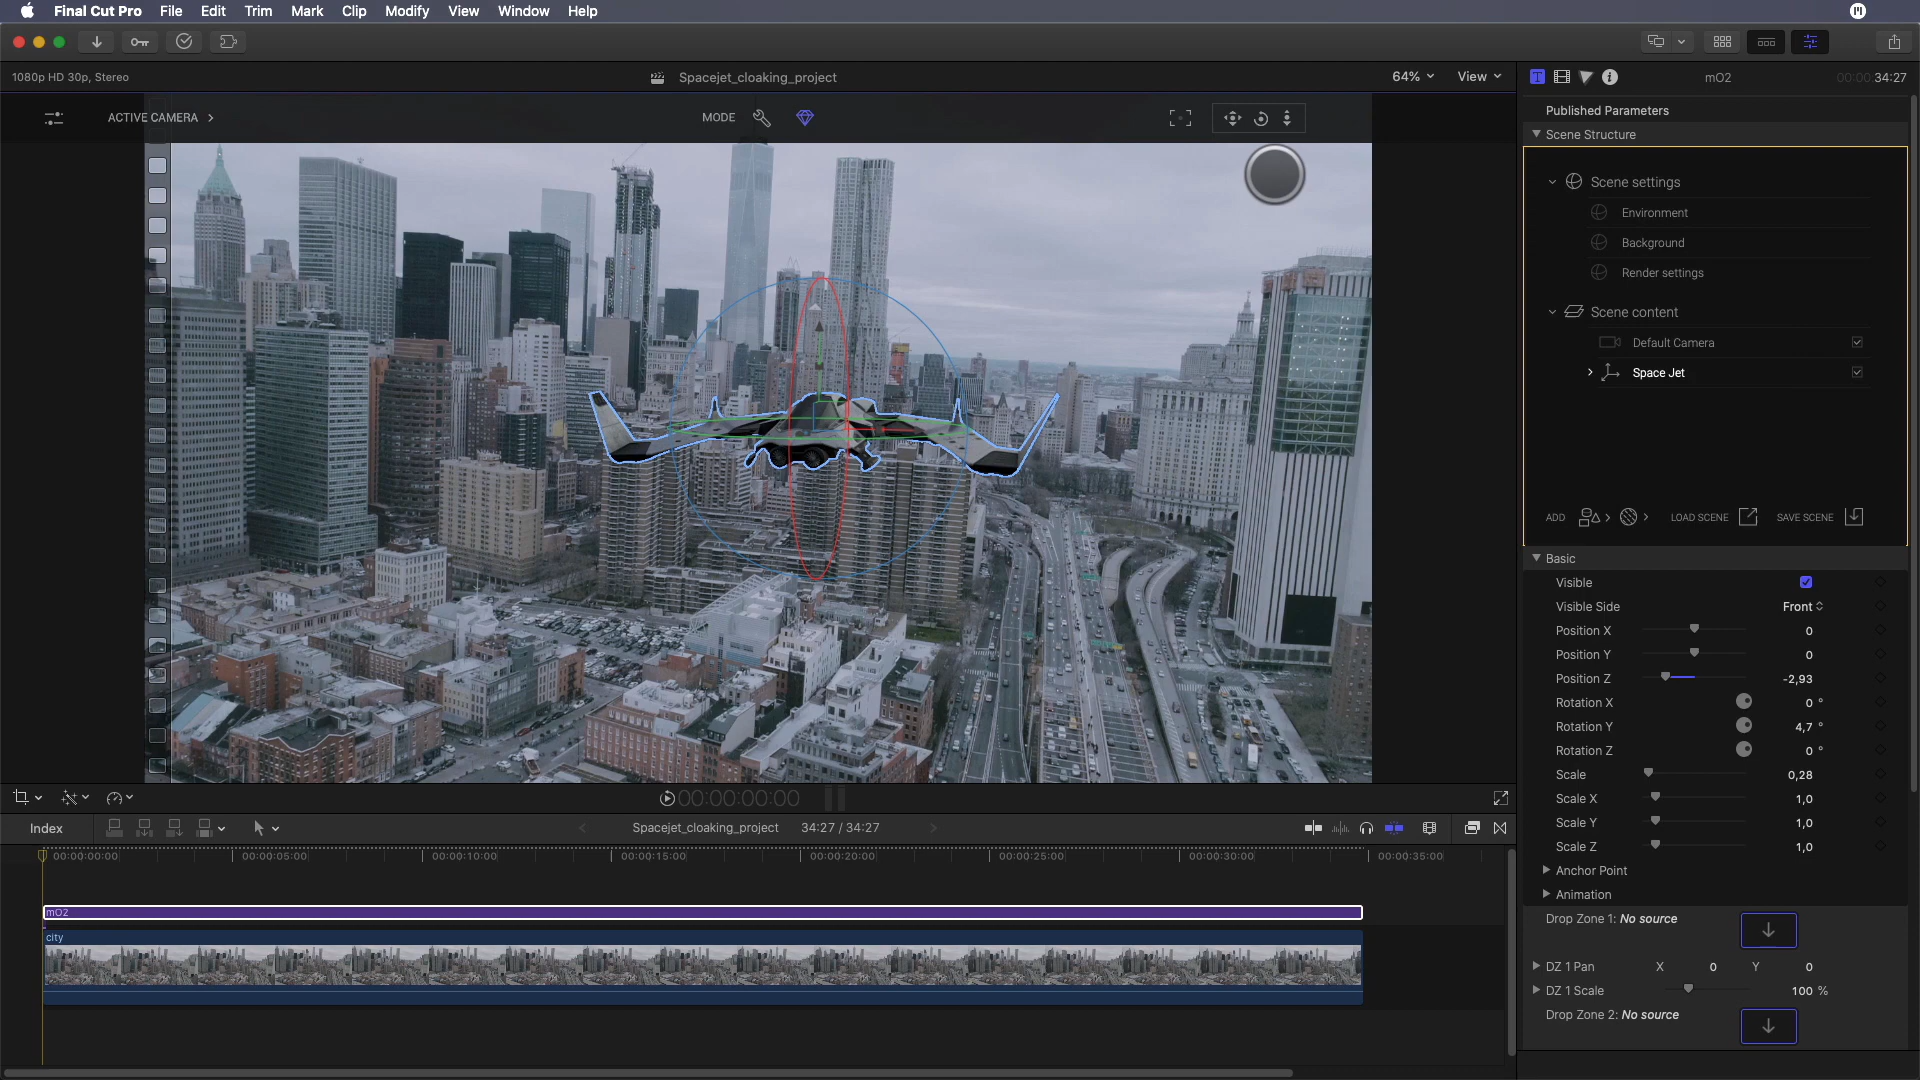 Final Cut Pro File Edit Trim Mark Clip Modify View Window Help
1080p HD 30p, Stereo
Spacejet_cloaking_project
64%
View
mO2
00:00:34:27
ACTIVE CAMERA
MODE
Published Parameters
Scene Structure
Scene settings
Environment
Background
Render settings
Scene content
Default Camera
Space Jet
ADD
LOAD SCENE
SAVE SCENE
Basic
Visible
Visible Side Front
Position X 0
Position Y 0
Position Z -2,93
Rotation X 0 °
Rotation Y 4,7 °
Rotation Z 0 °
Scale 0,28
Scale X 1,0
Scale Y 1,0
Scale Z 1,0
Anchor Point
Animation
Drop Zone 1: No source
DZ 1 Pan X 0 Y 0
DZ 1 Scale 100 %
Drop Zone 2: No source
00:00:00:00
Index
Spacejet_cloaking_project 34:27 / 34:27
00:00:00:00 00:00:05:00 00:00:10:00 00:00:15:00 00:00:20:00 00:00:25:00 00:00:30:00 00:00:35:00
mO2
city